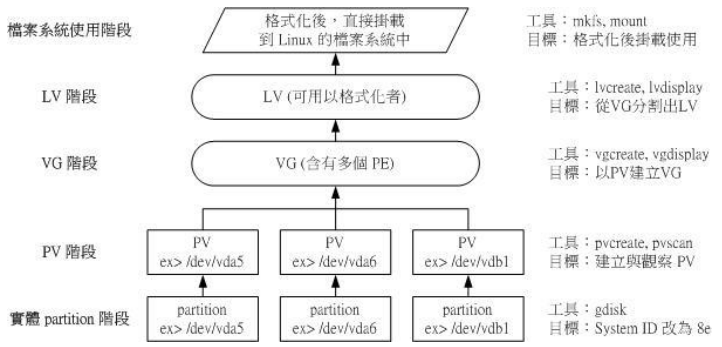 檔案系統使用階段
格式化後，直接掛載
到 Linux 的檔案系統中
工具：mkfs, mount
目標：格式化後掛載使用
LV 階段
LV (可用以格式化者)
工具：lvcreate, lvdisplay
目標：從VG分割出LV
VG 階段
VG (含有多個 PE)
工具：vgcreate, vgdisplay
目標：以PV建立VG
PV 階段
PV
ex> /dev/vda5
PV
ex> /dev/vda6
PV
ex> /dev/vdb1
工具：pvcreate, pvscan
目標：建立與觀察 PV
實體 partition 階段
partition
ex> /dev/vda5
partition
ex> /dev/vda6
partition
ex> /dev/vdb1
工具：gdisk
目標：System ID 改為 8e